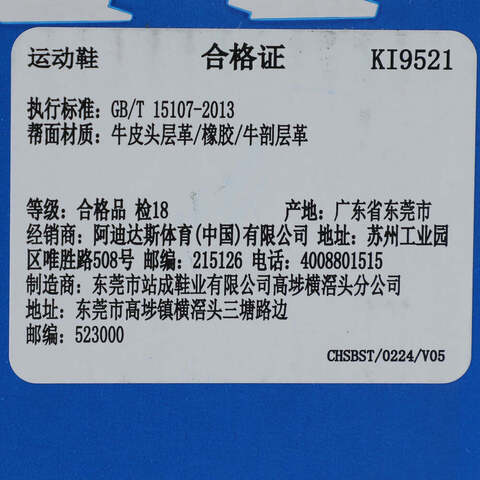 运动鞋 合格证 KI9521
执行标准: GB/T 15107-2013
帮面材质: 牛皮头层革/橡胶/牛剖层革
等级: 合格品 检18 产地: 广东省东莞市
经销商: 阿迪达斯体育(中国)有限公司 地址: 苏州工业园
区唯胜路508号 邮编: 215126 电话: 4008801515
制造商: 东莞市站成鞋业有限公司高埗横滘头分公司
地址: 东莞市高埗镇横滘头三塘路边
邮编: 523000
CHSBST/0224/V05